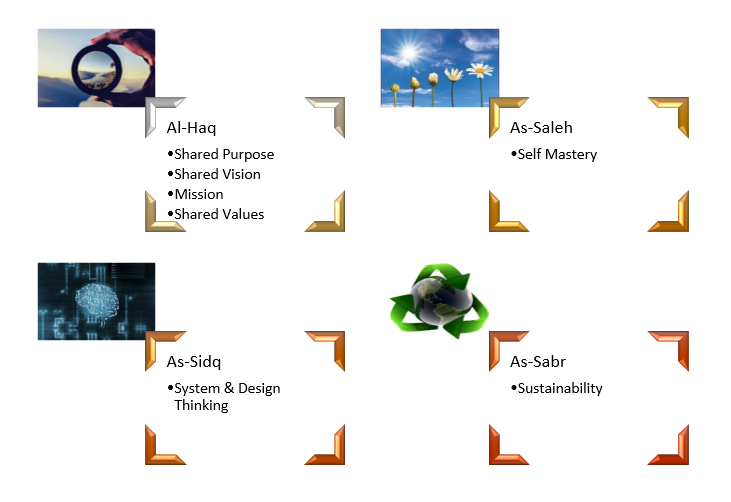 Al-Haq
•Shared Purpose
•Shared Vision
•Mission
•Shared Values
As-Saleh
•Self Mastery
As-Sidq
•System & Design
Thinking
As-Sabr
•Sustainability